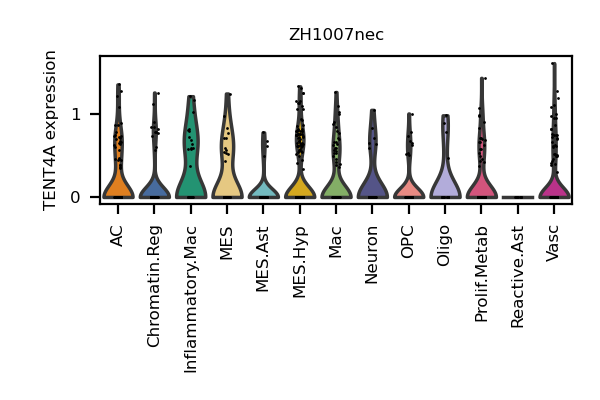 ZH1007nec
TENT4A expression
1
0
AC
Chromatin.Reg
Inflammatory.Mac
MES
MES.Ast
MES.Hyp
Mac
Neuron
OPC
Oligo
Prolif.Metab
Reactive.Ast
Vasc